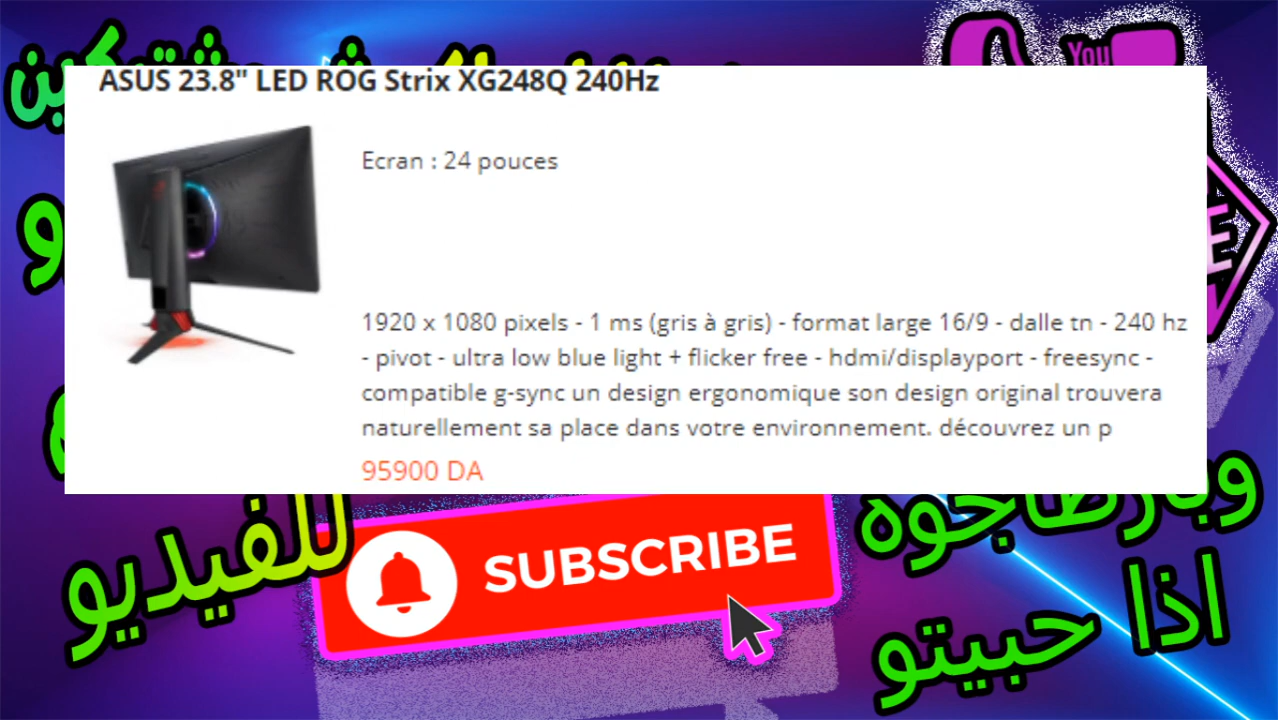 You
ASUS 23.8" LED ROG Strix XG248Q 240Hz
Ecran : 24 pouces
1920 x 1080 pixels - 1 ms (gris à gris) - format large 16/9 - dalle tn - 240 hz
- pivot - ultra low blue light + flicker free - hdmi/displayport - freesync -
compatible g-sync un design ergonomique son design original trouvera
naturellement sa place dans votre environnement. découvrez un p
95900 DA
للفيديو
SUBSCRIBE
وبارطاجوه
اذا حبيتو